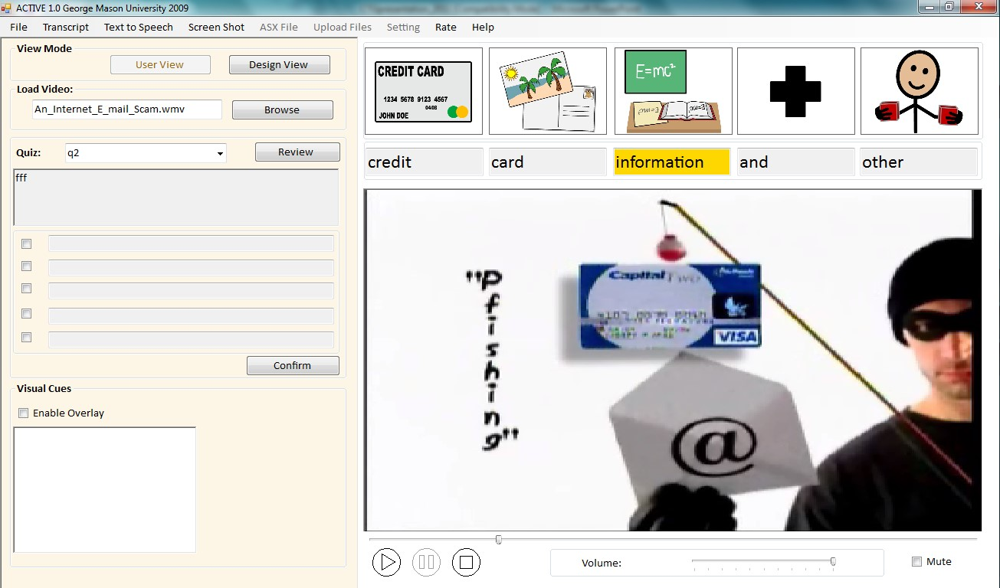 ACTIVE 1.0 George Mason University 2009
File Transcript Text to Speech Screen Shot ASX File Upload Files Setting Rate Help
View Mode
User View Design View
Load Video:
An_Internet_E_mail_Scam.wmv Browse
Quiz: q2 Review
fff
Confirm
Visual Cues
Enable Overlay
CREDIT CARD
1234 5678 9123 4567
04/08
JOHN DOE
E=mc²
credit card information and other
"Pfishing"
Capital Two
VISA
@
Volume: Mute